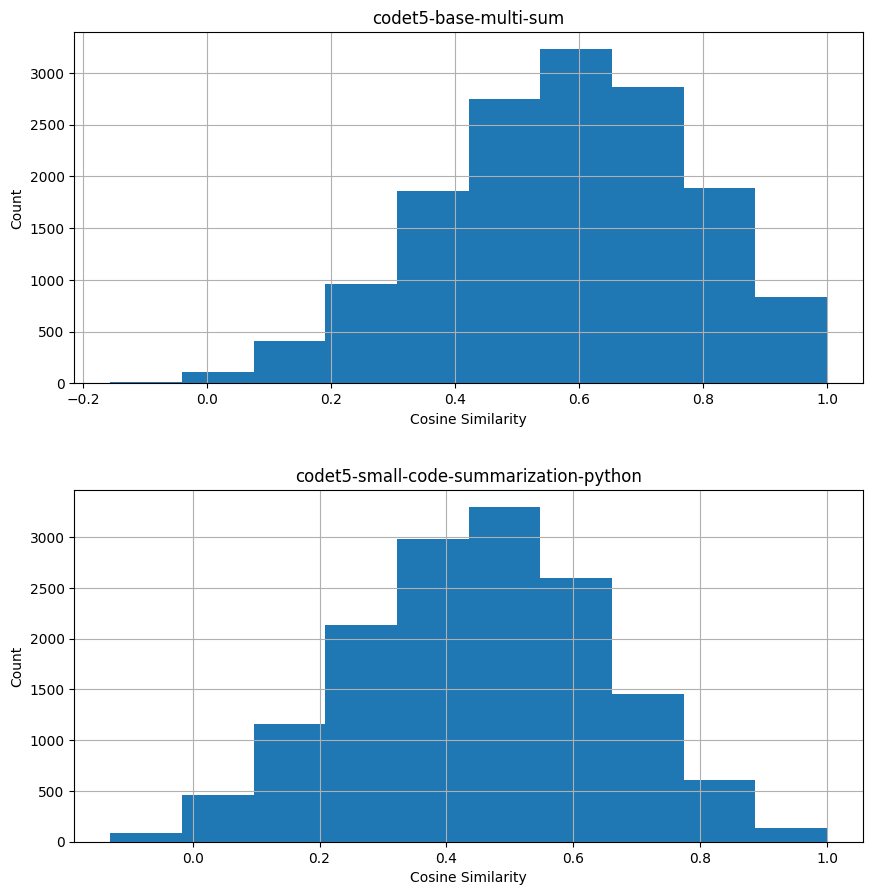 codet5-base-multi-sum
3000
2500
2000
1500
1000
500
0
Count
−0.2 0.0 0.2 0.4 0.6 0.8 1.0
Cosine Similarity
codet5-small-code-summarization-python
3000
2500
2000
1500
1000
500
0
Count
0.0 0.2 0.4 0.6 0.8 1.0
Cosine Similarity